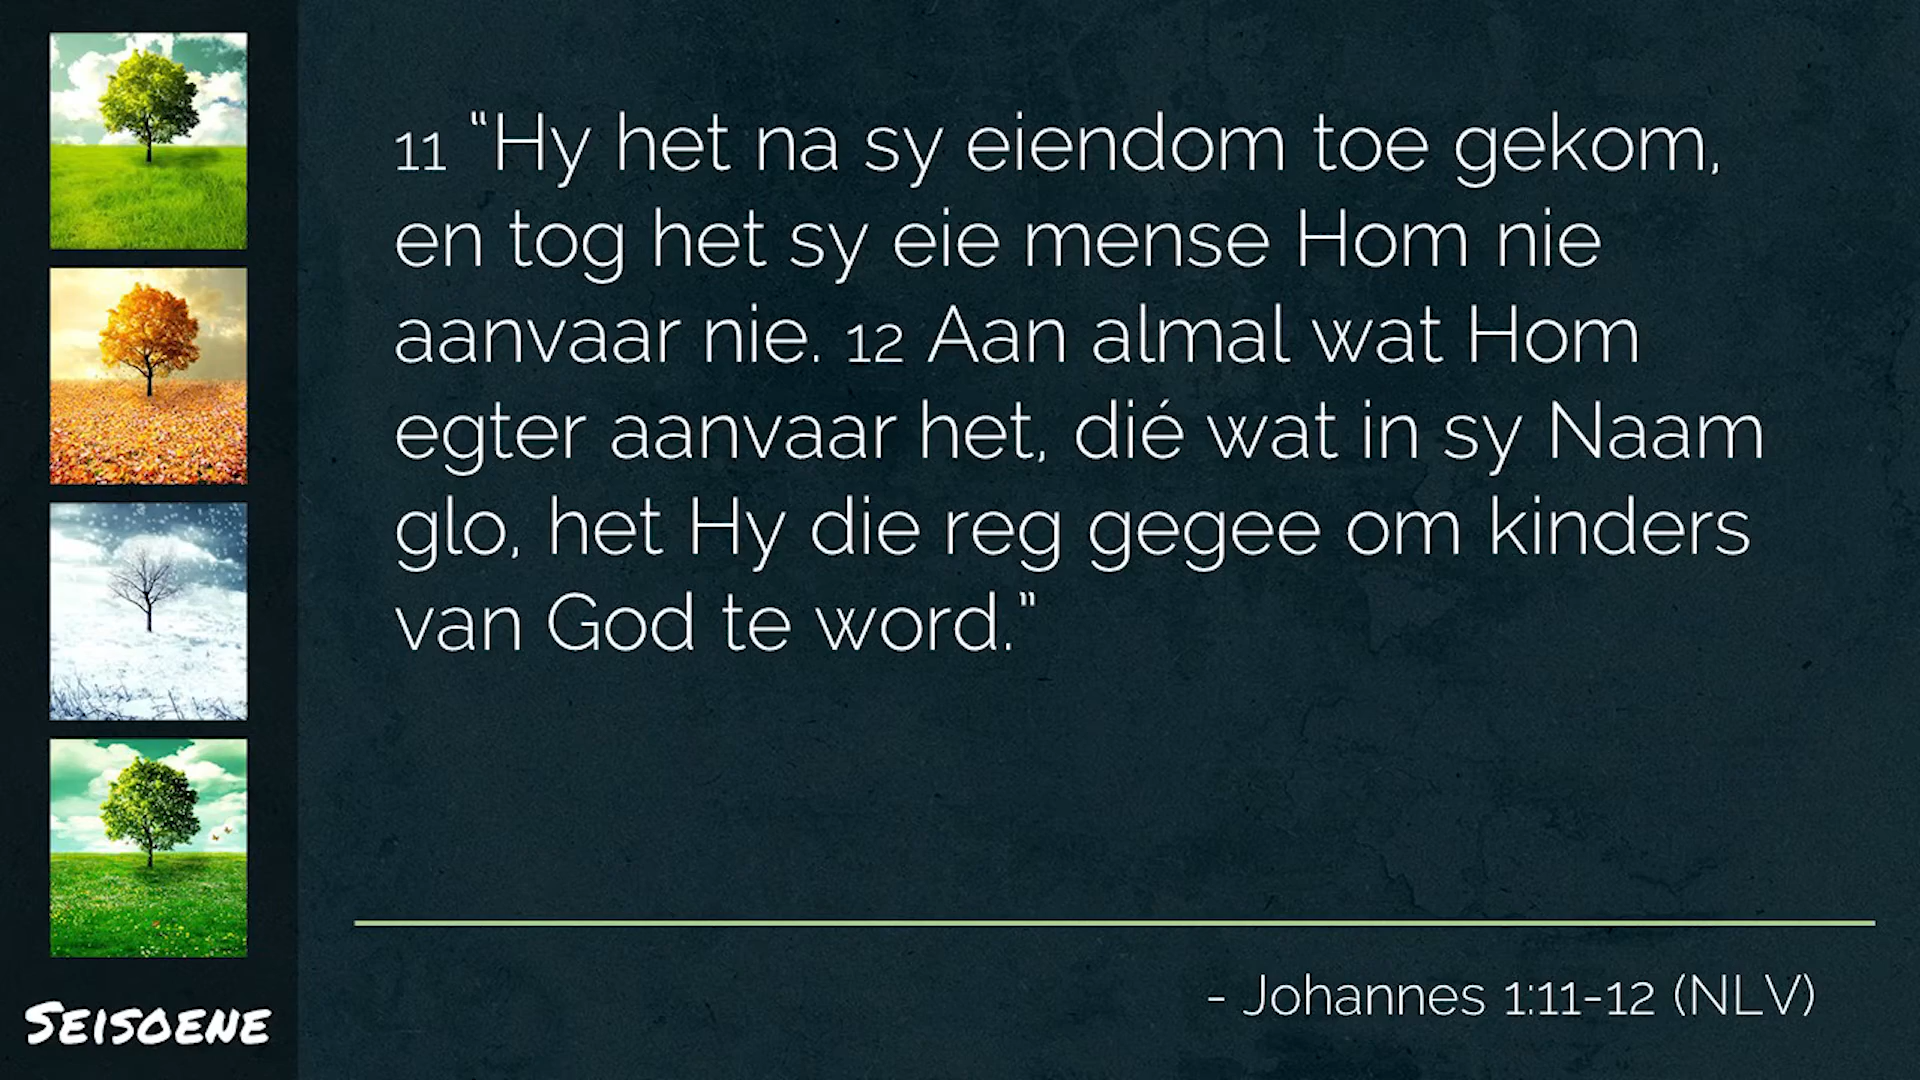 11 “Hy het na sy eiendom toe gekom,
en tog het sy eie mense Hom nie
aanvaar nie. 12 Aan almal wat Hom
egter aanvaar het, dié wat in sy Naam
glo, het Hy die reg gegee om kinders
van God te word.”
- Johannes 1:11-12 (NLV)
SEISOENE